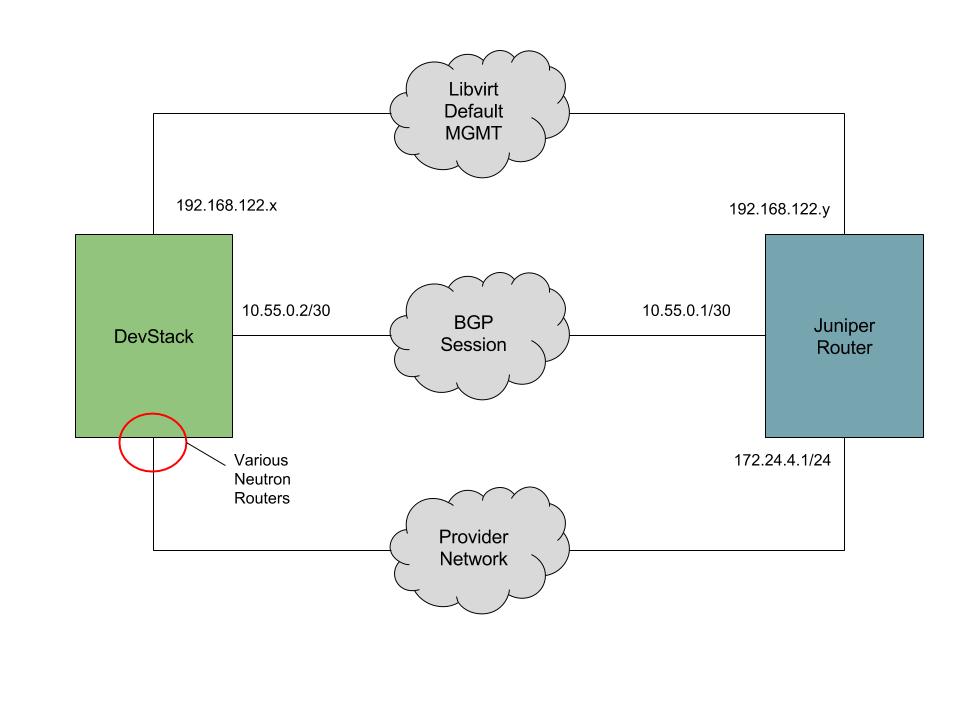 Libvirt
Default
MGMT
192.168.122.x
192.168.122.y
10.55.0.2/30
BGP
Session
10.55.0.1/30
DevStack
Juniper
Router
Various
Neutron
Routers
172.24.4.1/24
Provider
Network